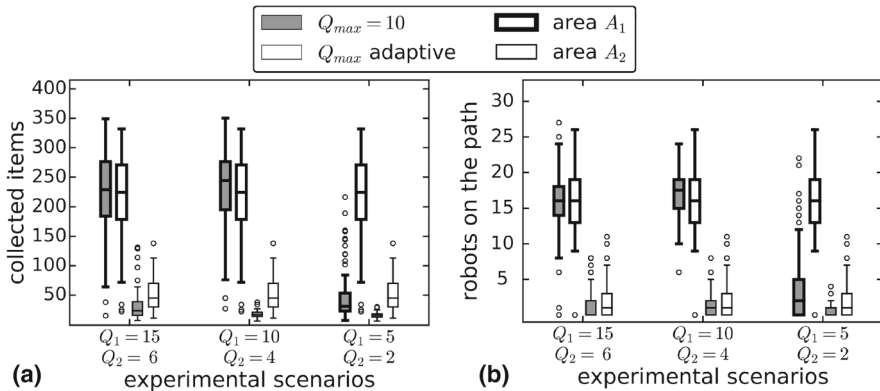 Q_max = 10
Q_max adaptive
area A_1
area A_2
collected items
400
350
300
250
200
150
100
50
Q_1 = 15
Q_2 = 6
Q_1 = 10
Q_2 = 4
Q_1 = 5
Q_2 = 2
(a)
experimental scenarios
robots on the path
30
25
20
15
10
5
Q_1 = 15
Q_2 = 6
Q_1 = 10
Q_2 = 4
Q_1 = 5
Q_2 = 2
(b)
experimental scenarios